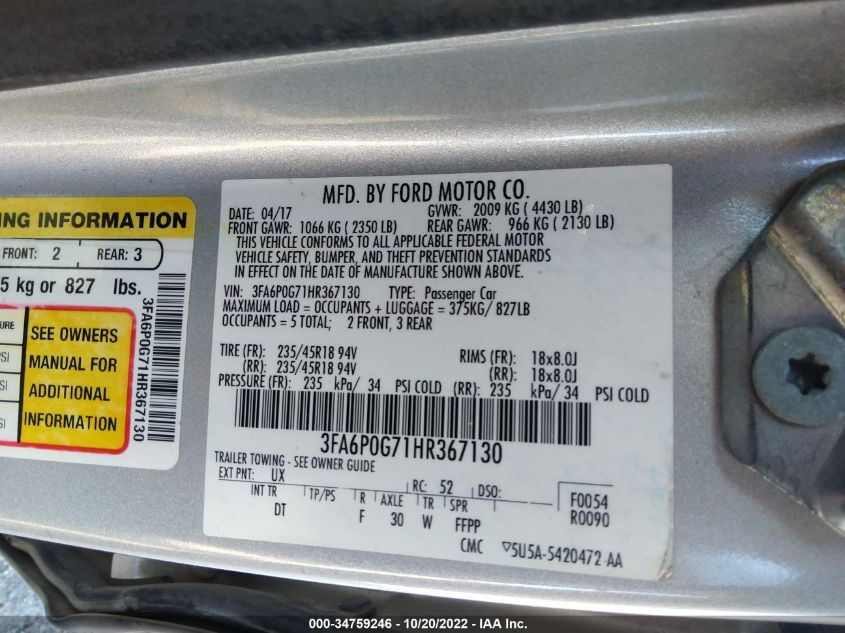 NG INFORMATION
FRONT: 2 REAR: 3
5 kg or 827 lbs.
SEE OWNERS
MANUAL FOR
ADDITIONAL
INFORMATION
3FA6P0G71HR367130
MFD. BY FORD MOTOR CO.
DATE: 04/17 GVWR: 2009 KG ( 4430 LB)
FRONT GAWR: 1066 KG ( 2350 LB) REAR GAWR: 966 KG ( 2130 LB)
THIS VEHICLE CONFORMS TO ALL APPLICABLE FEDERAL MOTOR
VEHICLE SAFETY, BUMPER, AND THEFT PREVENTION STANDARDS
IN EFFECT ON THE DATE OF MANUFACTURE SHOWN ABOVE.
VIN: 3FA6P0G71HR367130 TYPE: Passenger Car
MAXIMUM LOAD = OCCUPANTS + LUGGAGE = 375KG/ 827LB
OCCUPANTS = 5 TOTAL; 2 FRONT, 3 REAR
TIRE (FR): 235/45R18 94V RIMS (FR): 18x8.0J
(RR): 235/45R18 94V (RR): 18x8.0J
PRESSURE (FR): 235 kPa/ 34 PSI COLD (RR): 235 kPa/ 34 PSI COLD
3FA6P0G71HR367130
TRAILER TOWING - SEE OWNER GUIDE
EXT PNT: UX RC: 52 DSO: F0054
INT TR TP/PS R AXLE TR SPR R0090
DT F 30 W FFPP
CMC ▽5U5A-5420472-AA
000-34759246 - 10/20/2022 - IAA Inc.